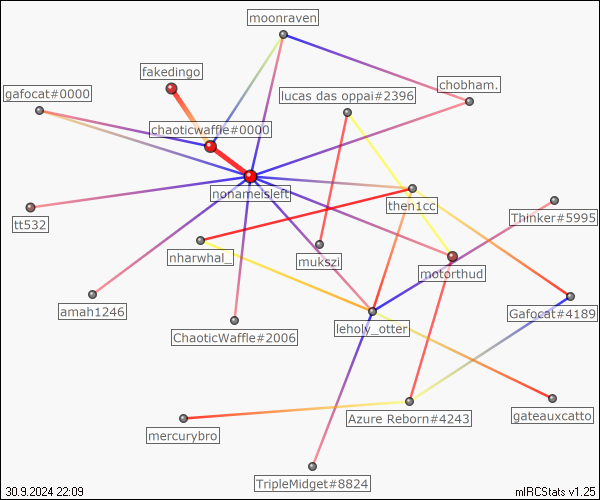 moonraven
fakedingo
chobham.
gafocat#0000
lucas das oppai#2396
chaoticwaffle#0000
nonameisleft
then1cc
Thinker#5995
tt532
nharwhal_
mukszi
motorthud
amah1246
Gafocat#4189
ChaoticWaffle#2006
leholy_otter
Azure Reborn#4243
gateauxcatto
mercurybro
TripleMidget#8824
30.9.2024 22:09
mIRCStats v1.25